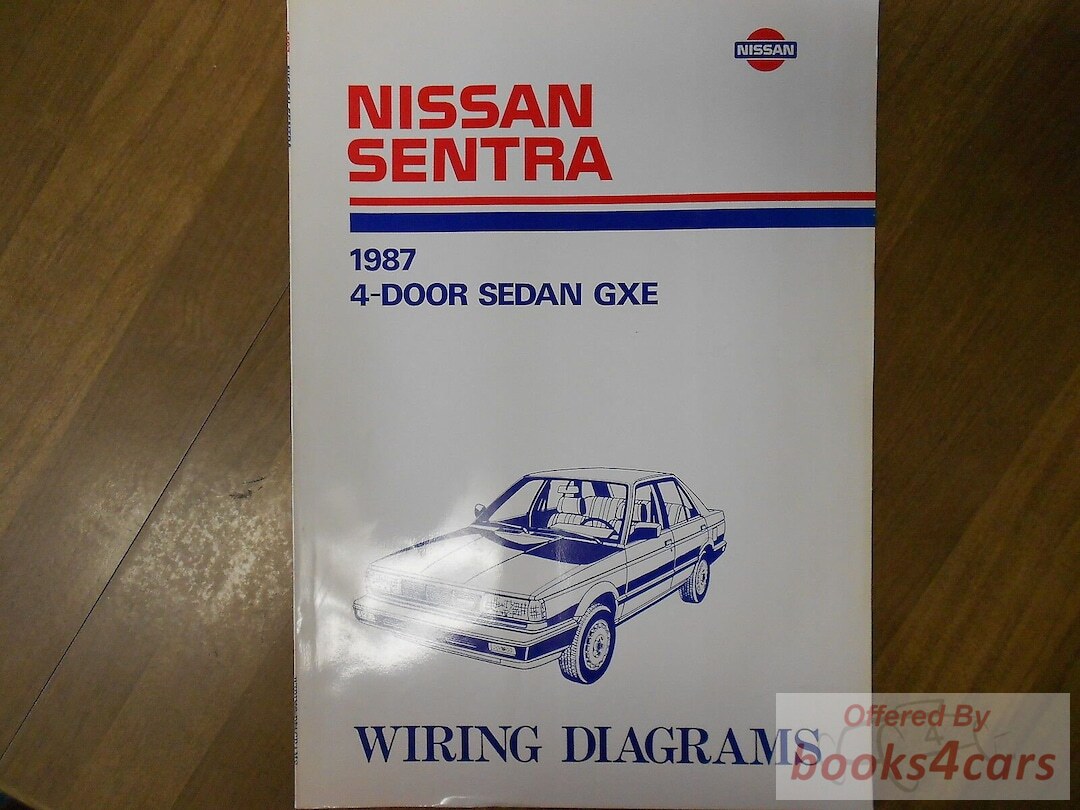 NISSAN
NISSAN
SENTRA
1987
4-DOOR SEDAN GXE
WIRING DIAGRAMS
Offered By
books4cars